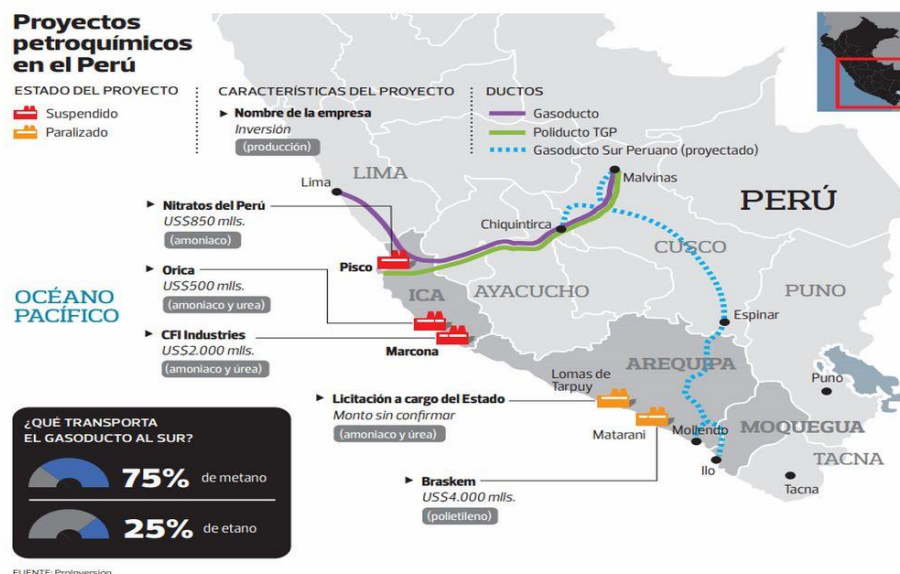 Proyectos
petroquímicos
en el Perú
ESTADO DEL PROYECTO
Suspendido
Paralizado
CARACTERÍSTICAS DEL PROYECTO
Nombre de la empresa
Inversión
(producción)
DUCTOS
Gasoducto
Poliducto TGP
Gasoducto Sur Peruano (proyectado)
Lima
LIMA
Malvinas
PERÚ
Nitratos del Perú
US$850 mlls.
(amoniaco)
Chiquintirca
CUSCO
Pisco
Orica
US$500 mlls.
(amoniaco y urea)
OCÉANO
PACÍFICO
ICA
AYACUCHO
PUNO
Espinar
CFI Industries
US$2.000 mlls.
(amoniaco y úrea)
Marcona
AREQUIPA
Lomas de
Tarpuy
Puno
Licitación a cargo del Estado
Monto sin confirmar
(amoniaco y úrea)
Matarani
Mollendo
MOQUEGUA
Ilo
TACNA
Tacna
Braskem
US$4.000 mlls.
(polietileno)
¿QUÉ TRANSPORTA
EL GASODUCTO AL SUR?
75% de metano
25% de etano
FUENTE: Proinversión